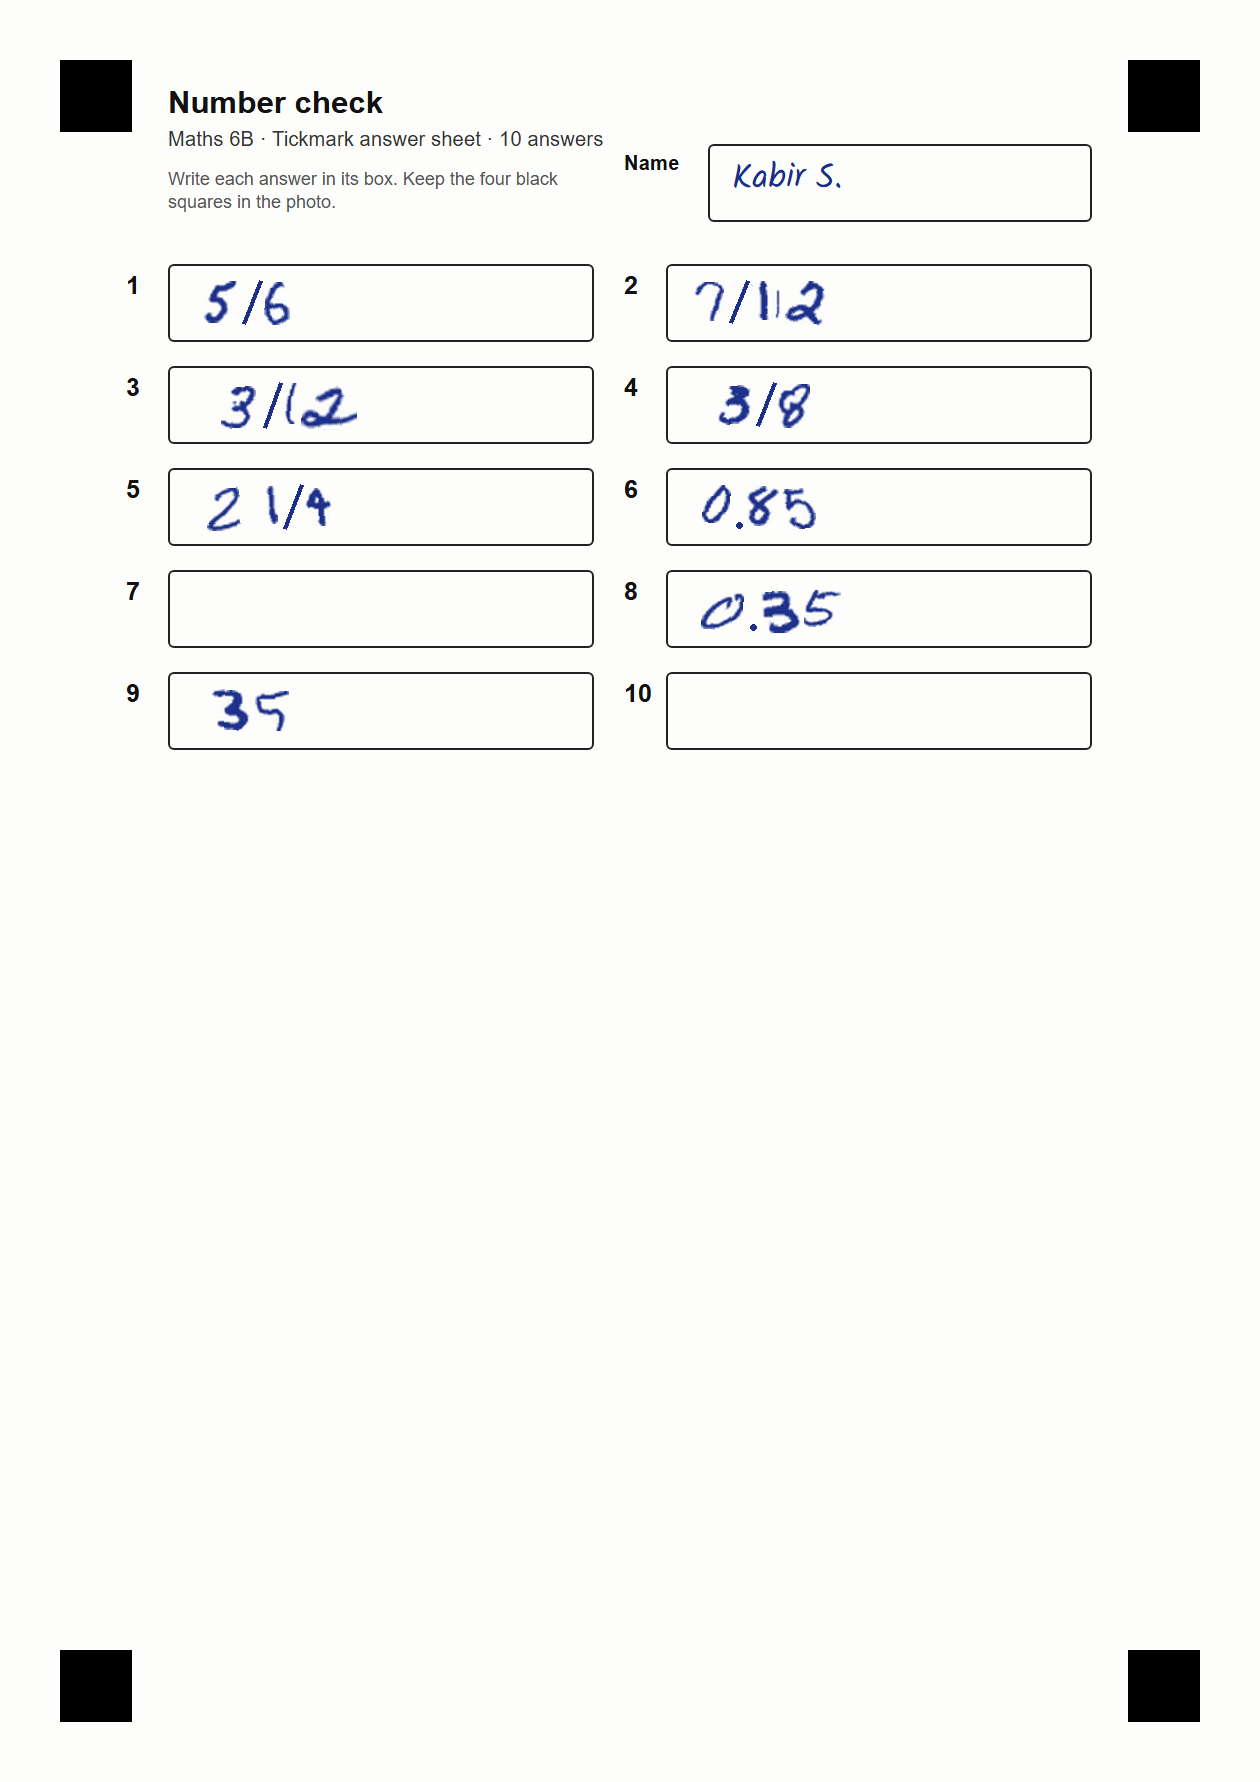 Number check
Maths 6B · Tickmark answer sheet · 10 answers
Write each answer in its box. Keep the four black
squares in the photo.
Name Kabir S.
1 5/6
2 7/112
3 3/12
4 3/8
5 2 1/4
6 0.85
7
8 0.35
9 35
10